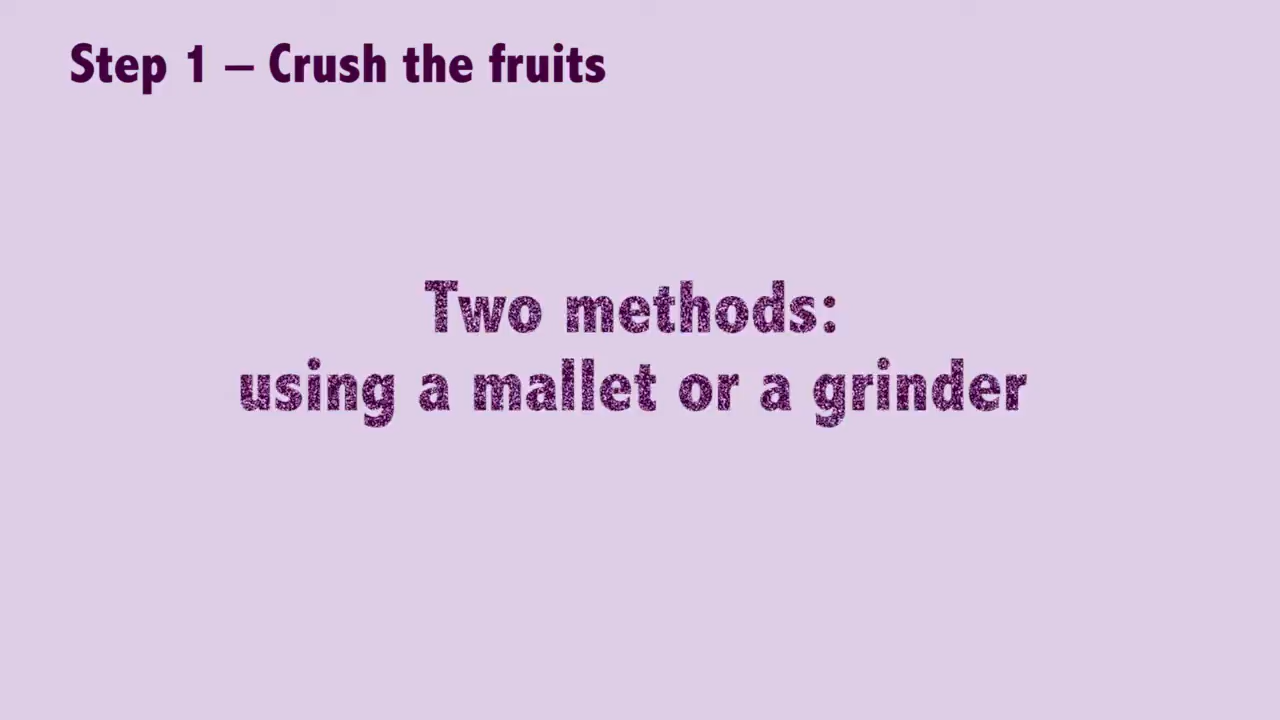 Step 1 – Crush the fruits
Two methods:
using a mallet or a grinder